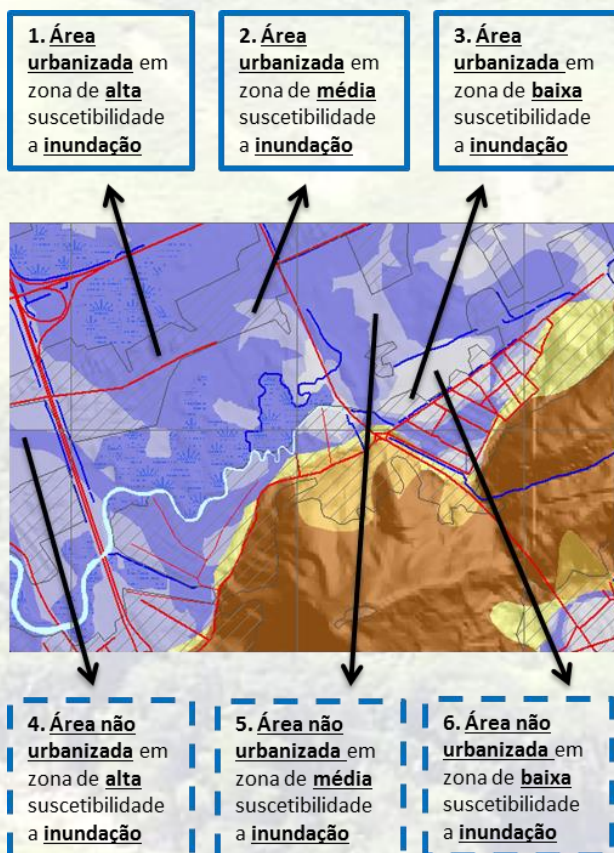 1. Área
urbanizada em
zona de alta
suscetibilidade
a inundação
2. Área
urbanizada em
zona de média
suscetibilidade
a inundação
3. Área
urbanizada em
zona de baixa
suscetibilidade
a inundação
4. Área não
urbanizada em
zona de alta
suscetibilidade
a inundação
5. Área não
urbanizada em
zona de média
suscetibilidade
a inundação
6. Área não
urbanizada em
zona de baixa
suscetibilidade
a inundação